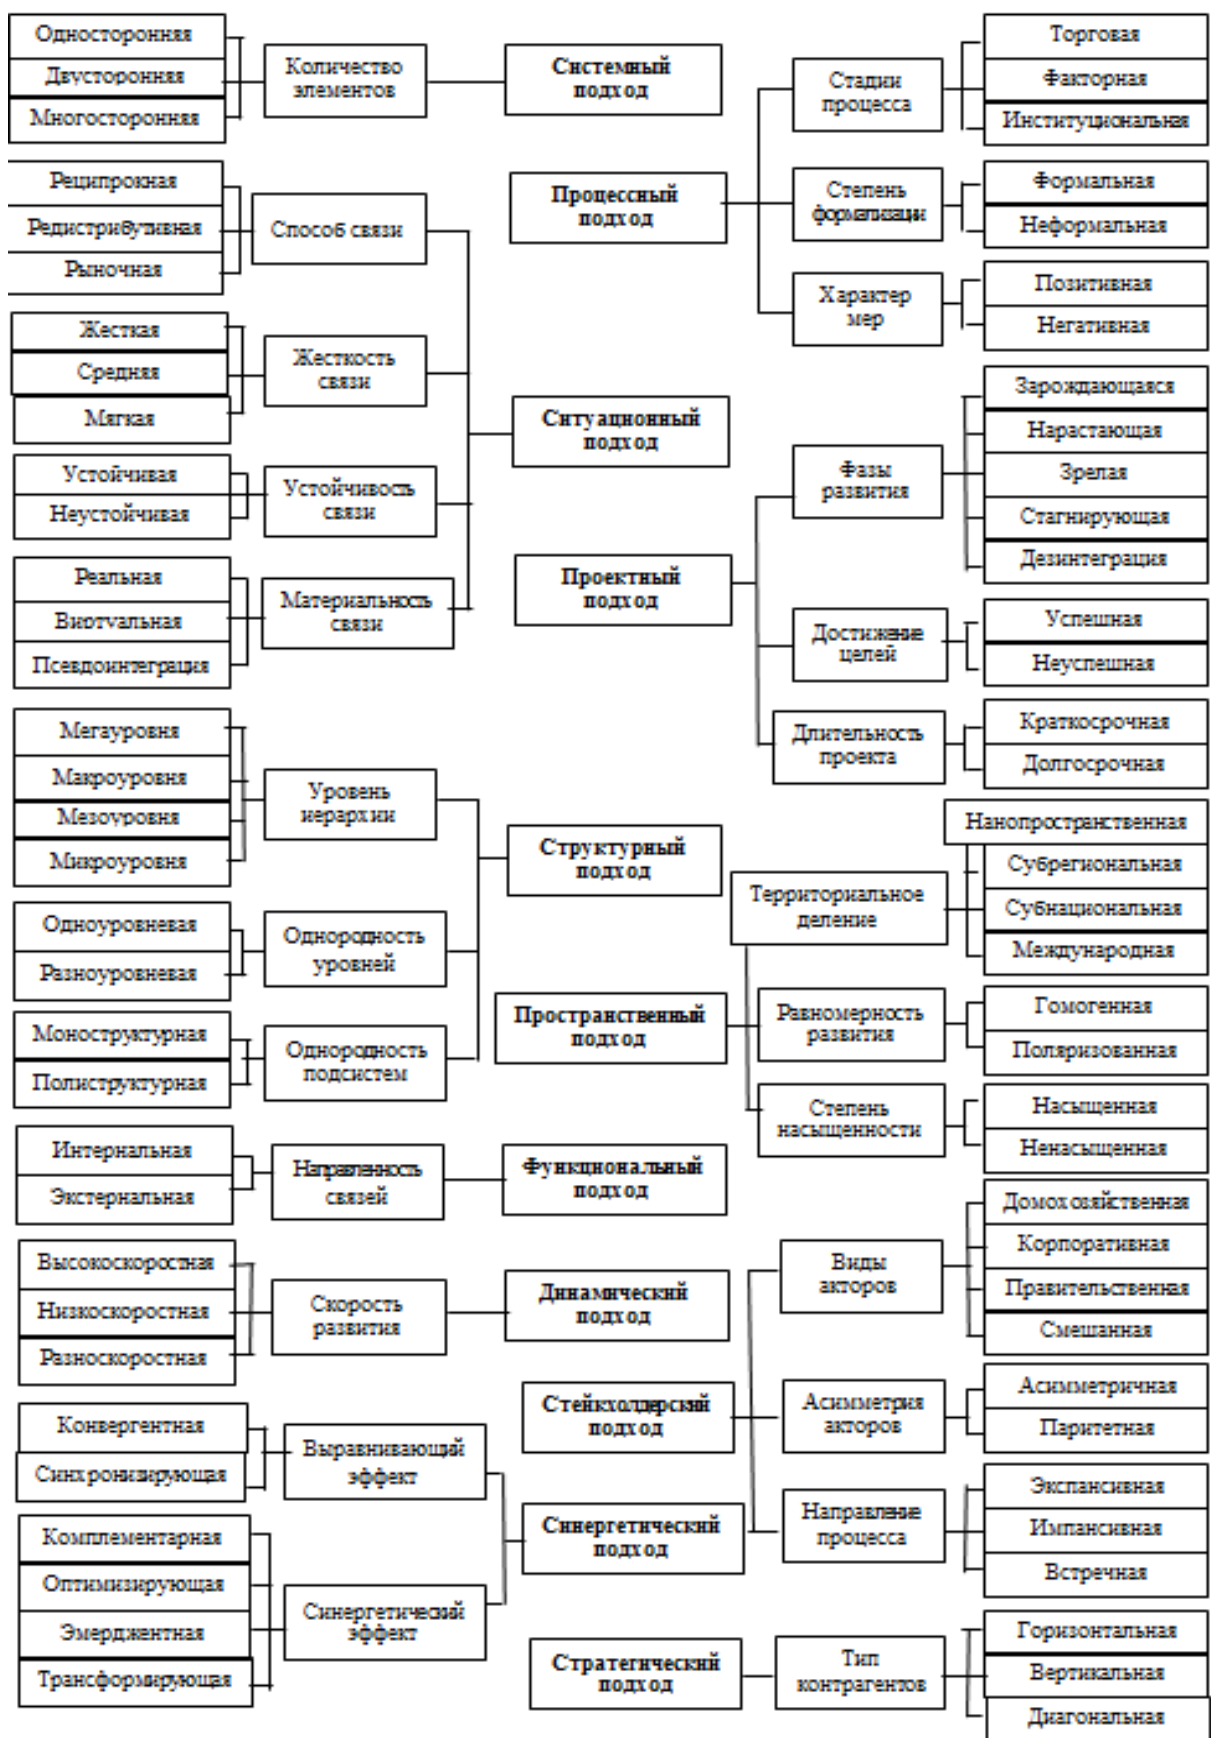 Односторонняя
Двусторонняя
Многосторонняя
Количество
элементов
Системный
подход
Стадии
процесса
Торговая
Факторная
Институциональная
Реципрокная
Редистрибутивная
Рыночная
Способ связи
Процессный
подход
Степень
формализации
Формальная
Неформальная
Характер
мер
Позитивная
Негативная
Жесткая
Средняя
Мягкая
Жесткость
связи
Ситуационный
подход
Устойчивая
Неустойчивая
Устойчивость
связи
Фазы
развития
Зарождающаяся
Нарастающая
Зрелая
Стагнирующая
Дезинтеграция
Реальная
Виртуальная
Псевдоинтеграция
Материальность
связи
Проектный
подход
Достижение
целей
Успешная
Неуспешная
Длительность
проекта
Краткосрочная
Долгосрочная
Мегауровня
Макроуровня
Мезоуровня
Микроуровня
Уровень
иерархии
Структурный
подход
Одноуровневая
Разноуровневая
Однородность
уровней
Моноструктурная
Полиструктурная
Однородность
подсистем
Пространственный
подход
Территориальное
деление
Нанопространственная
Субрегиональная
Субнациональная
Международная
Равномерность
развития
Гомогенная
Поляризованная
Степень
насыщенности
Насыщенная
Ненасыщенная
Интернальная
Экстернальная
Направленность
связей
Функциональный
подход
Высокоскоростная
Низкоскоростная
Разноскоростная
Скорость
развития
Динамический
подход
Виды
акторов
Домохозяйственная
Корпоративная
Правительственная
Смешанная
Стейкхолдерский
подход
Асимметрия
акторов
Асимметричная
Паритетная
Направление
процесса
Экспансивная
Импансивная
Встречная
Конвергентная
Синхронизирующая
Выравнивающий
эффект
Синергетический
подход
Комплементарная
Оптимизирующая
Эмерджентная
Трансформирующая
Синергетический
эффект
Стратегический
подход
Тип
контрагентов
Горизонтальная
Вертикальная
Диагональная